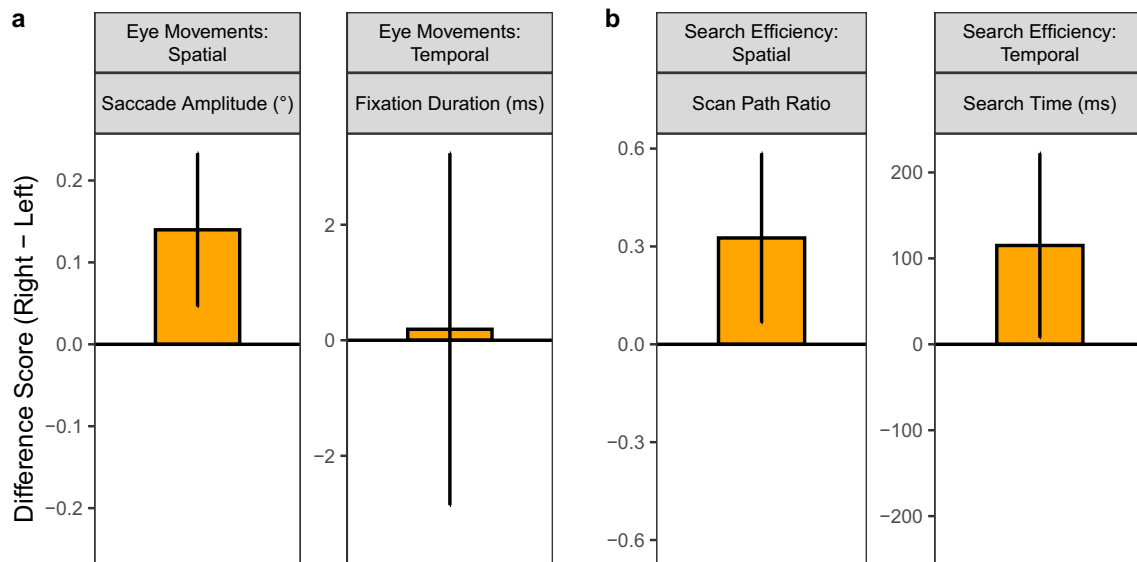 a
Eye Movements:
Spatial
Saccade Amplitude (°)
Eye Movements:
Temporal
Fixation Duration (ms)
b
Search Efficiency:
Spatial
Scan Path Ratio
Search Efficiency:
Temporal
Search Time (ms)
Difference Score (Right − Left)
0.2
0.1
0.0
−0.1
−0.2
2
0
−2
0.6
0.3
0.0
−0.3
−0.6
200
100
0
−100
−200